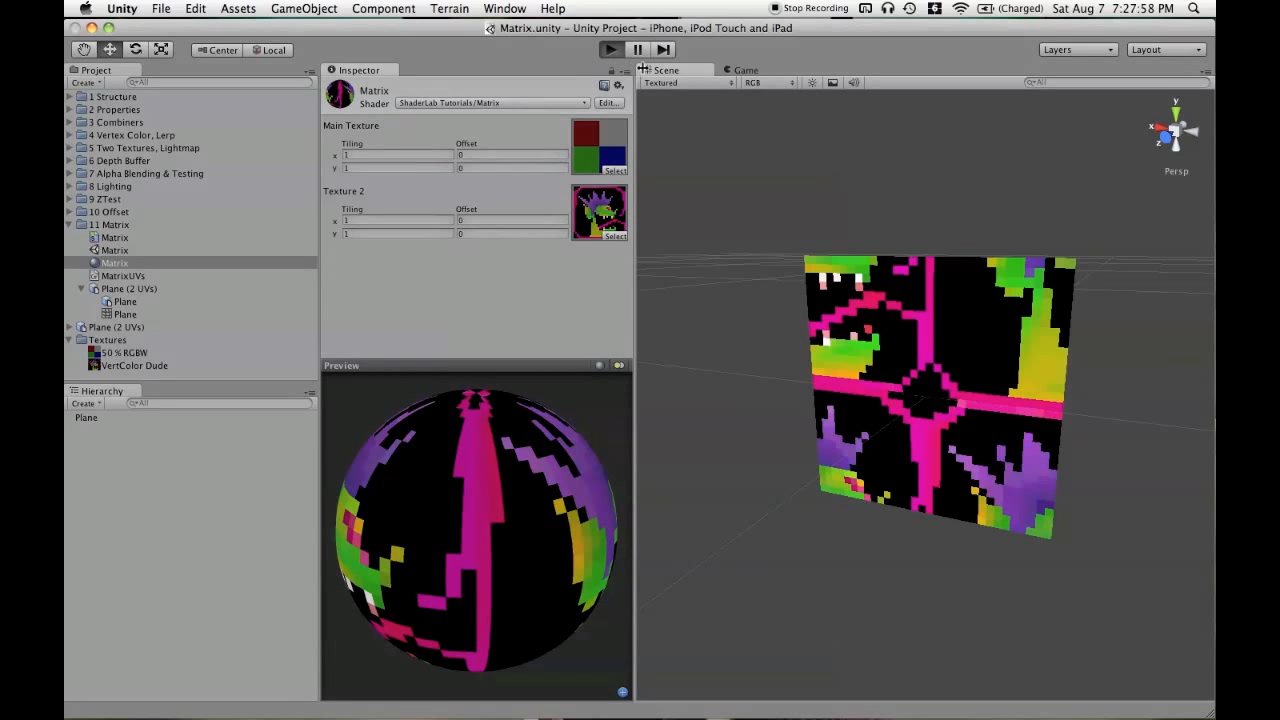 Unity File Edit Assets GameObject Component Terrain Window Help Stop Recording 6 (Charged) Sat Aug 7 7:27:58 PM
Matrix.unity – Unity Project – iPhone, iPod Touch and iPad
Center Local Layers Layout
Project
Create All
1 Structure
2 Properties
3 Combiners
4 Vertex Color, Lerp
5 Two Textures, Lightmap
6 Depth Buffer
7 Alpha Blending & Testing
8 Lighting
9 ZTest
10 Offset
11 Matrix
Matrix
Matrix
Matrix
MatrixUVs
Plane (2 UVs)
Plane
Plane
Plane (2 UVs)
Textures
50 % RGBW
VertColor Dude
Hierarchy
Create All
Plane
Inspector
Matrix
Shader ShaderLab Tutorials/Matrix Edit...
Main Texture
Tiling Offset
x 1 0
y 1 0
Select
Texture 2
Tiling Offset
x 1 0
y 1 0
Select
Preview
Scene Game
Textured RGB All
y
x
z
Persp